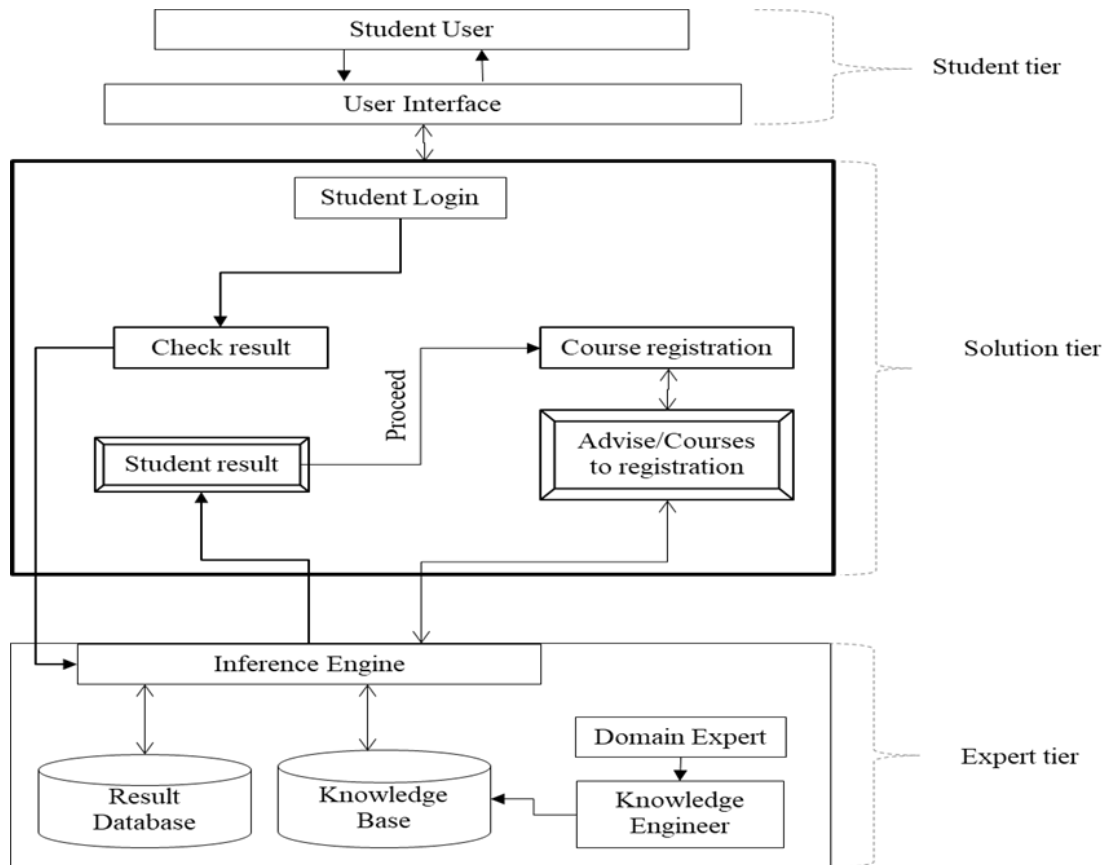 Student User
Student tier
User Interface
Student Login
Check result
Course registration
Solution tier
Proceed
Student result
Advise/Courses
to registration
Inference Engine
Domain Expert
Expert tier
Result
Database
Knowledge
Base
Knowledge
Engineer